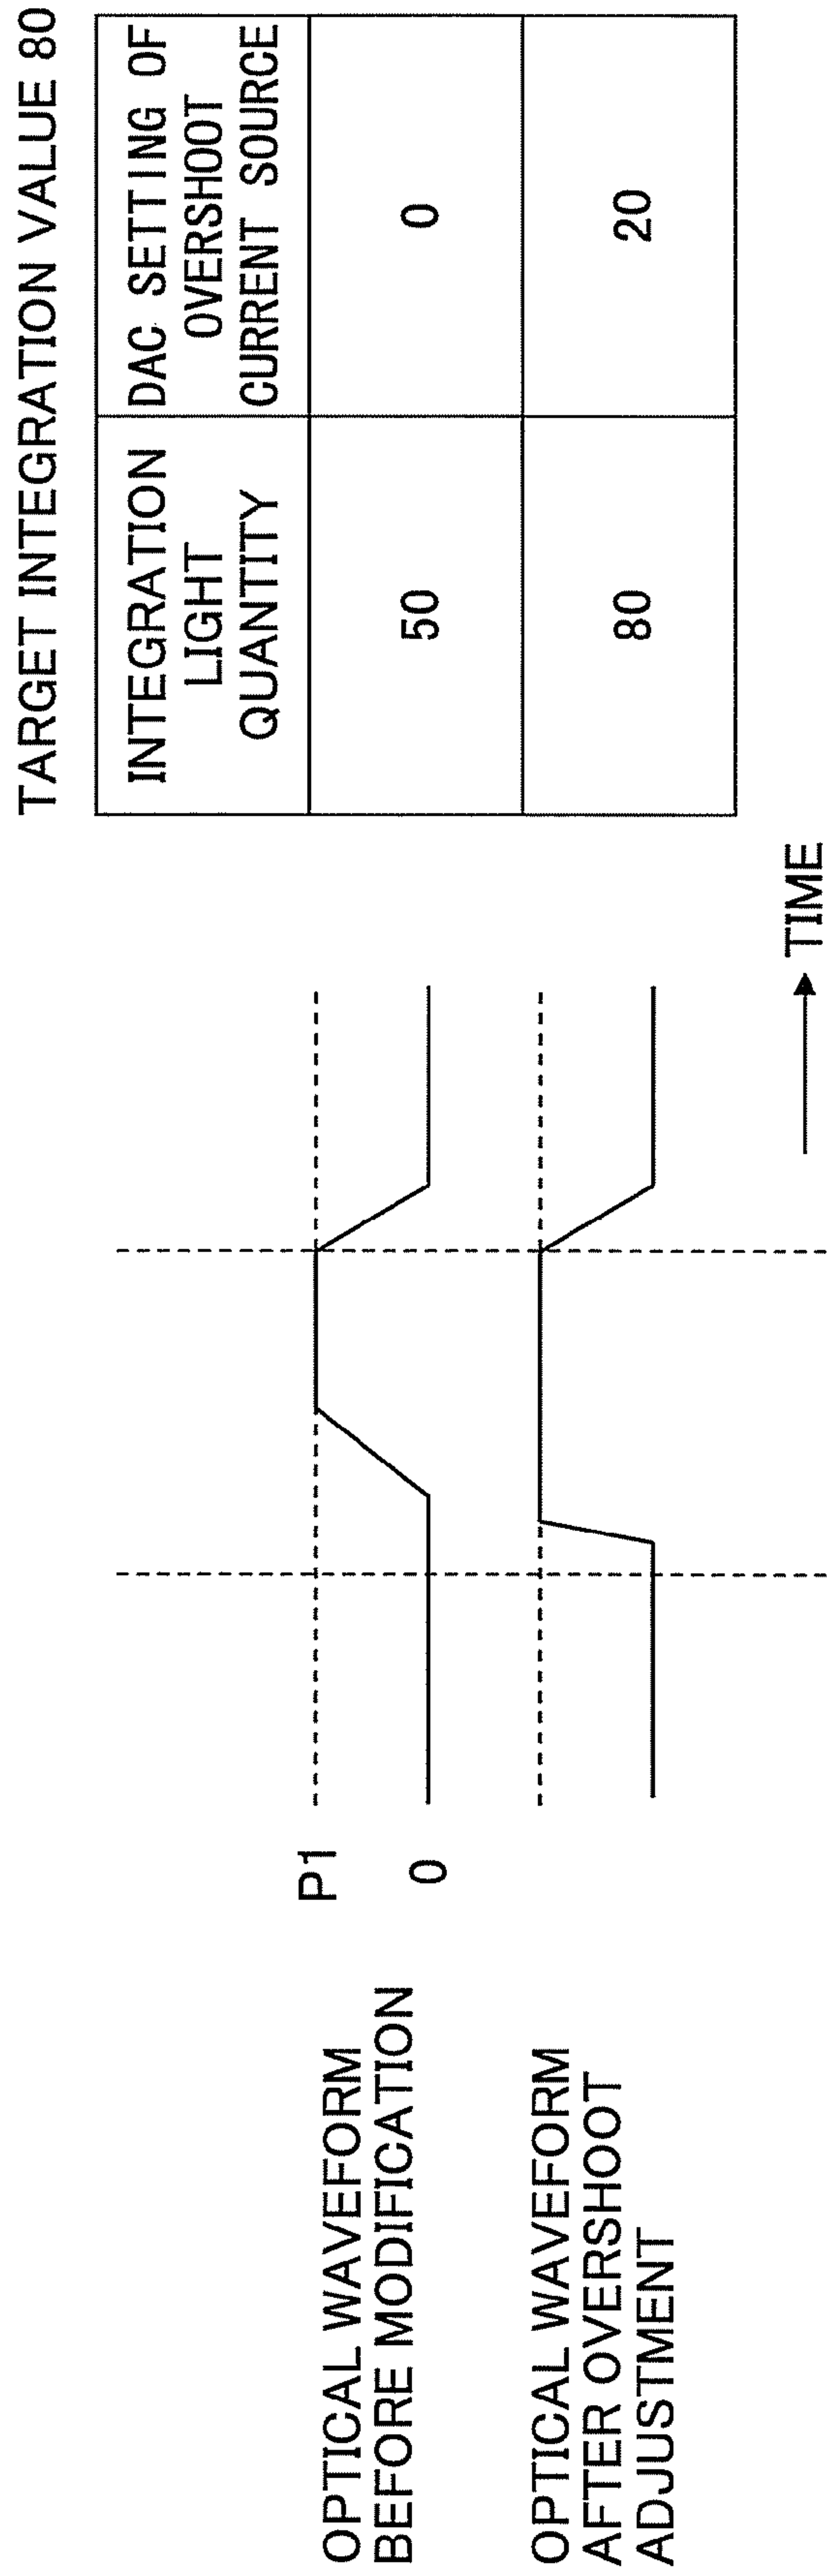 TARGET INTEGRATION VALUE 80
INTEGRATION
LIGHT
QUANTITY
DAC SETTING OF
OVERSHOOT
CURRENT SOURCE
50
0
80
20
P1
0
OPTICAL WAVEFORM
BEFORE MODIFICATION
OPTICAL WAVEFORM
AFTER OVERSHOOT
ADJUSTMENT
TIME